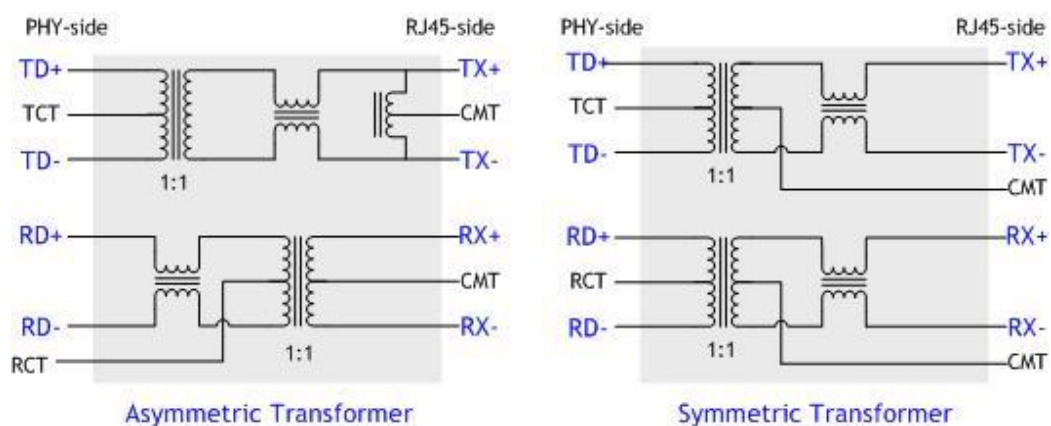 PHY-side
RJ45-side
TD+
TX+
TCT
CMT
TD-
TX-
1:1
RD+
RX+
CMT
RD-
RX-
RCT
1:1
Asymmetric Transformer
PHY-side
RJ45-side
TD+
TX+
TCT
TD-
TX-
1:1
CMT
RD+
RX+
RCT
RD-
RX-
1:1
CMT
Symmetric Transformer